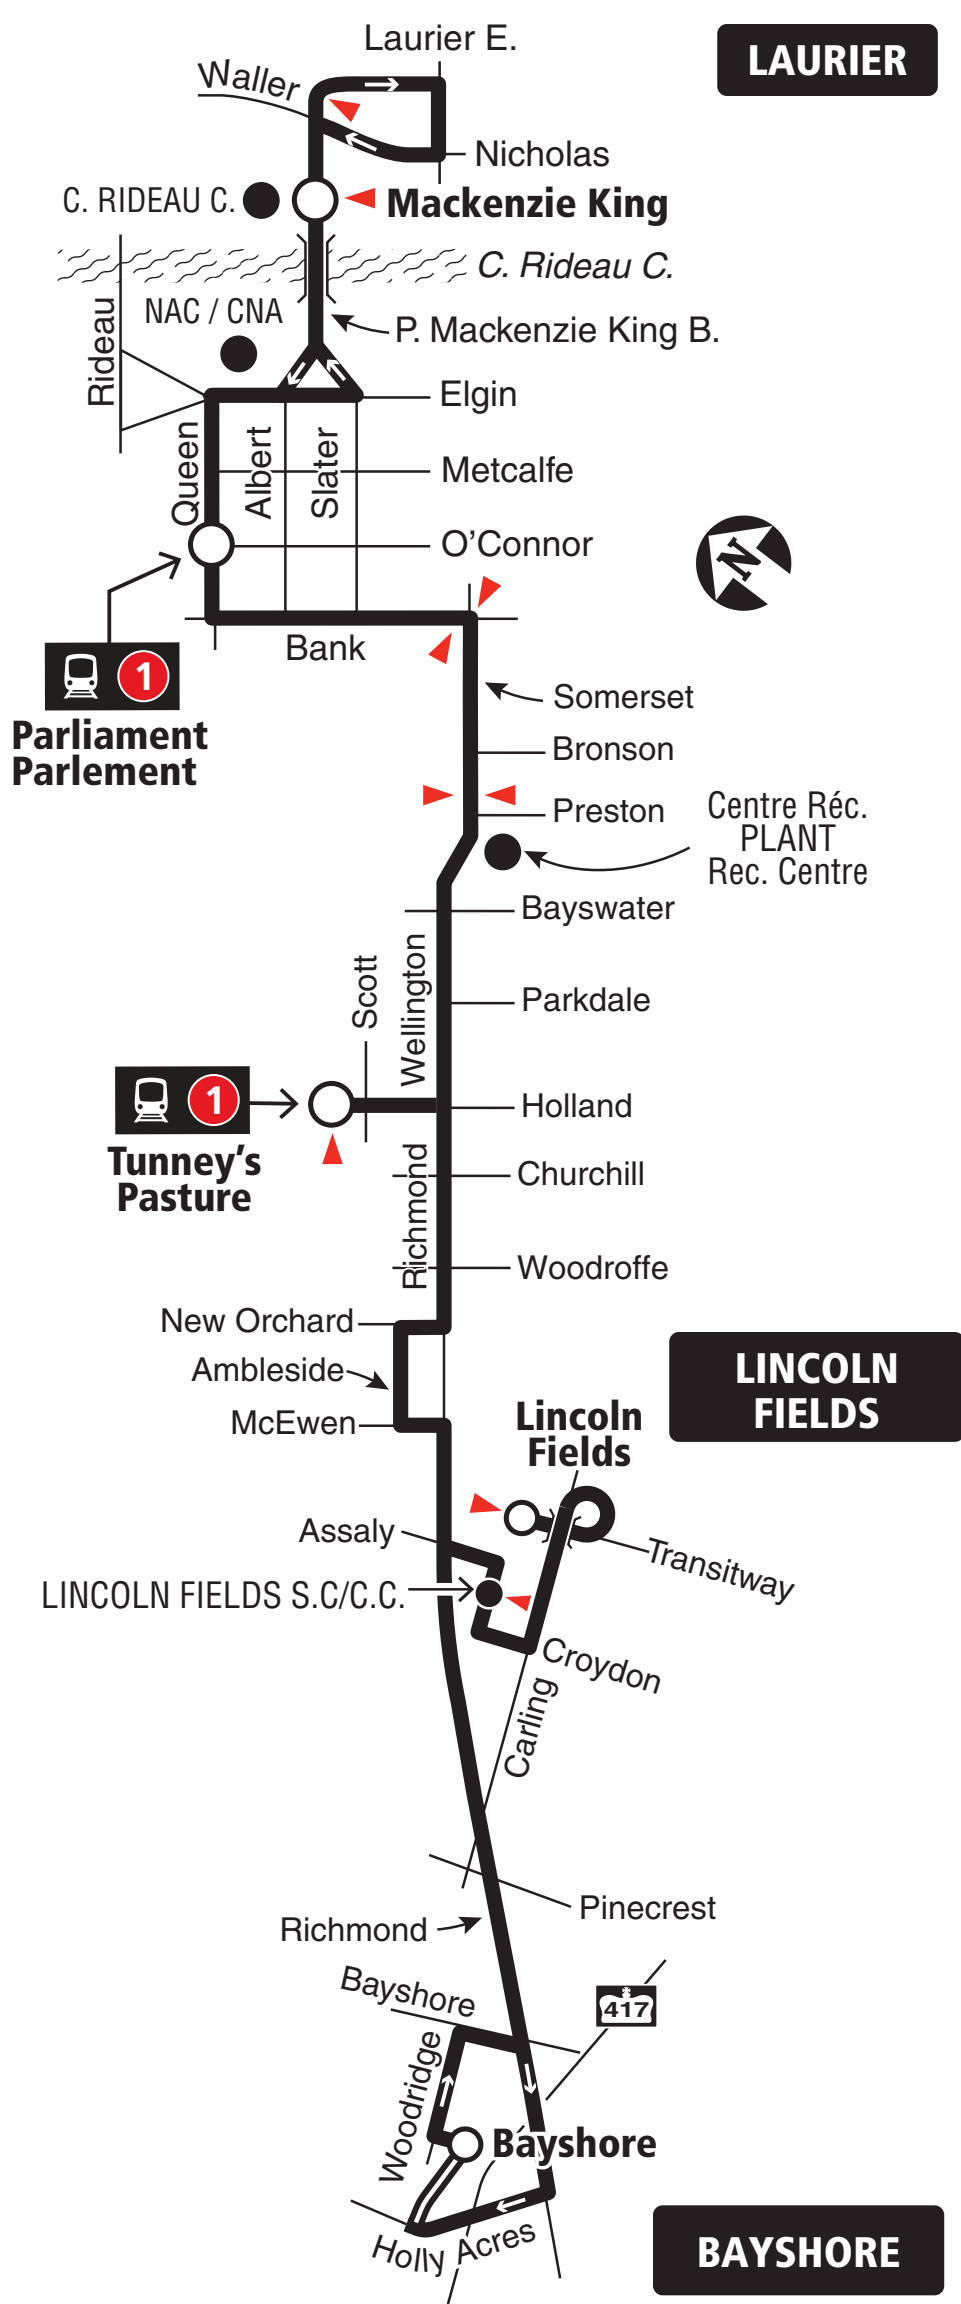 Laurier E.
LAURIER
Waller
Nicholas
C. RIDEAU C.
Mackenzie King
C. Rideau C.
Rideau
NAC / CNA
P. Mackenzie King B.
Elgin
Queen
Albert
Slater
Metcalfe
O'Connor
N
Bank
1
Parliament
Parlement
Somerset
Bronson
Preston
Centre Réc.
PLANT
Rec. Centre
Bayswater
Scott
Wellington
Parkdale
1
Tunney's
Pasture
Holland
Richmond
Churchill
Woodroffe
New Orchard
Ambleside
McEwen
LINCOLN
FIELDS
Lincoln
Fields
Assaly
Transitway
LINCOLN FIELDS S.C/C.C.
Croydon
Carling
Pinecrest
Richmond
Bayshore
417
Woodridge
Bayshore
Holly Acres
BAYSHORE